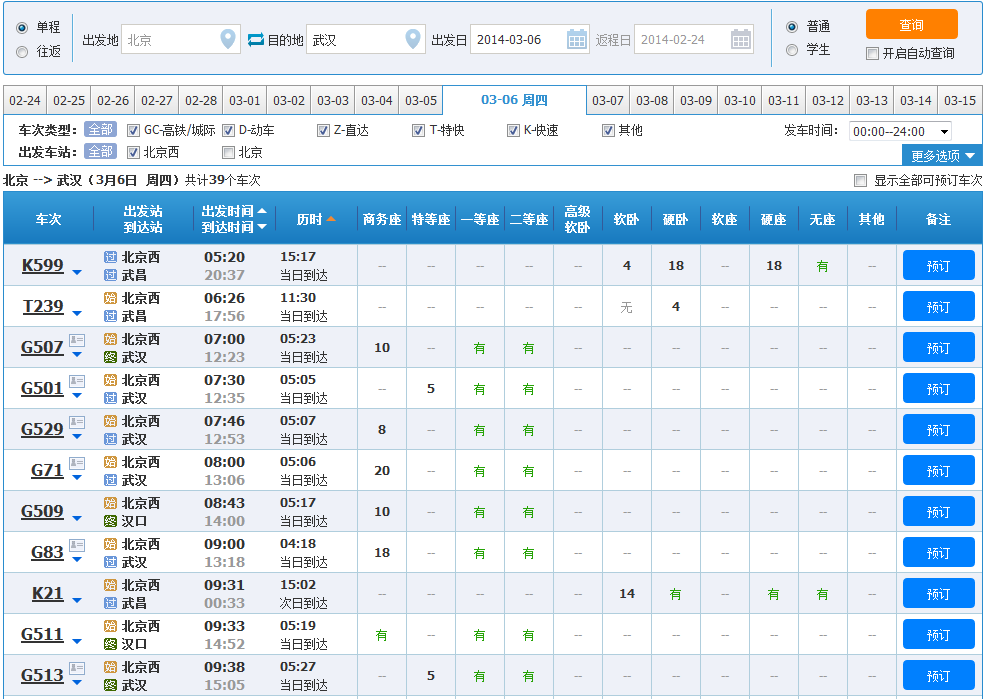 单程
往返
出发地 北京 目的地 武汉 出发日 2014-03-06 返程日 2014-02-24
普通
学生
查询
开启自动查询
02-24 02-25 02-26 02-27 02-28 03-01 03-02 03-03 03-04 03-05 03-06 周四 03-07 03-08 03-09 03-10 03-11 03-12 03-13 03-14 03-15
车次类型: 全部 GC-高铁/城际 D-动车 Z-直达 T-特快 K-快速 其他 发车时间: 00:00--24:00
出发车站: 全部 北京西 北京
更多选项
北京 --> 武汉（3月6日 周四）共计39个车次 显示全部可预订车次
车次 出发站 到达站 出发时间 到达时间 历时 商务座 特等座 一等座 二等座 高级软卧 软卧 硬卧 软座 硬座 无座 其他 备注
K599 过 北京西 05:20 15:17 -- -- -- -- -- 4 18 -- 18 有 -- 预订
过 武昌 20:37 当日到达
T239 始 北京西 06:26 11:30 -- -- -- -- -- 无 4 -- -- -- -- 预订
过 武昌 17:56 当日到达
G507 始 北京西 07:00 05:23 10 -- 有 有 -- -- -- -- -- -- -- 预订
终 武汉 12:23 当日到达
G501 始 北京西 07:30 05:05 -- 5 有 有 -- -- -- -- -- -- -- 预订
过 武汉 12:35 当日到达
G529 始 北京西 07:46 05:07 8 -- 有 有 -- -- -- -- -- -- -- 预订
过 武汉 12:53 当日到达
G71 始 北京西 08:00 05:06 20 -- 有 有 -- -- -- -- -- -- -- 预订
过 武汉 13:06 当日到达
G509 始 北京西 08:43 05:17 10 -- 有 有 -- -- -- -- -- -- -- 预订
终 汉口 14:00 当日到达
G83 始 北京西 09:00 04:18 18 -- 有 有 -- -- -- -- -- -- -- 预订
过 武汉 13:18 当日到达
K21 始 北京西 09:31 15:02 -- -- -- -- -- 14 有 -- 有 有 -- 预订
过 武昌 00:33 次日到达
G511 始 北京西 09:33 05:19 有 -- 有 有 -- -- -- -- -- -- -- 预订
终 汉口 14:52 当日到达
G513 始 北京西 09:38 05:27 -- 5 有 有 -- -- -- -- -- -- -- 预订
终 武汉 15:05 当日到达